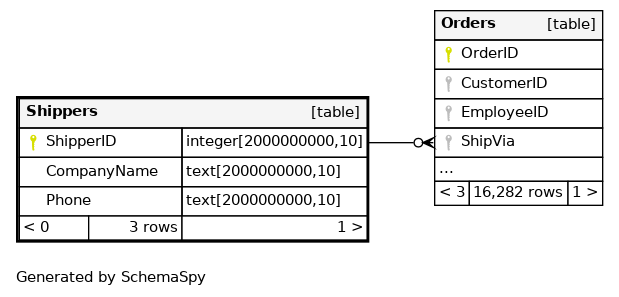 Orders [table]
OrderID
CustomerID
EmployeeID
ShipVia
...
< 3 16,282 rows 1 >
Shippers [table]
ShipperID integer[2000000000,10]
CompanyName text[2000000000,10]
Phone text[2000000000,10]
< 0 3 rows 1 >
Generated by SchemaSpy